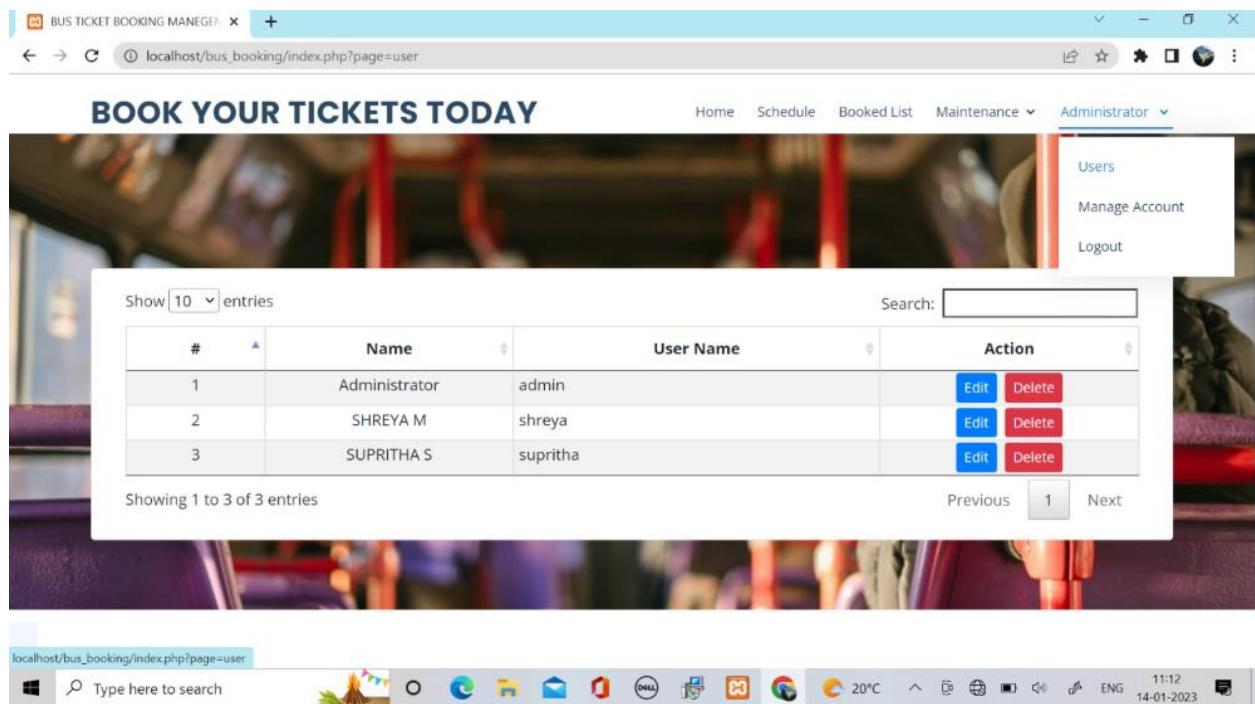 BUS TICKET BOOKING MANEGEM
localhost/bus_booking/index.php?page=user
BOOK YOUR TICKETS TODAY
Home Schedule Booked List Maintenance Administrator
Users
Manage Account
Logout
Show 10 entries Search:
# Name User Name Action
1 Administrator admin Edit Delete
2 SHREYA M shreya Edit Delete
3 SUPRITHA S supritha Edit Delete
Showing 1 to 3 of 3 entries Previous 1 Next
localhost/bus_booking/index.php?page=user
Type here to search DELL 20°C ENG 11:12
14-01-2023